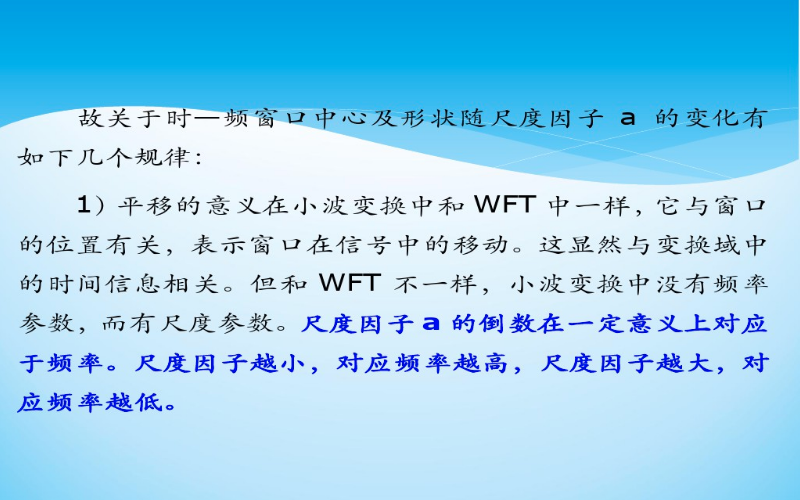 故关于时—频窗口中心及形状随尺度因子 a 的变化有
如下几个规律：
1）平移的意义在小波变换中和 WFT 中一样，它与窗口
的位置有关，表示窗口在信号中的移动。这显然与变换域中
的时间信息相关。但和 WFT 不一样，小波变换中没有频率
参数，而有尺度参数。尺度因子 a 的倒数在一定意义上对应
于频率。尺度因子越小，对应频率越高，尺度因子越大，对
应频率越低。